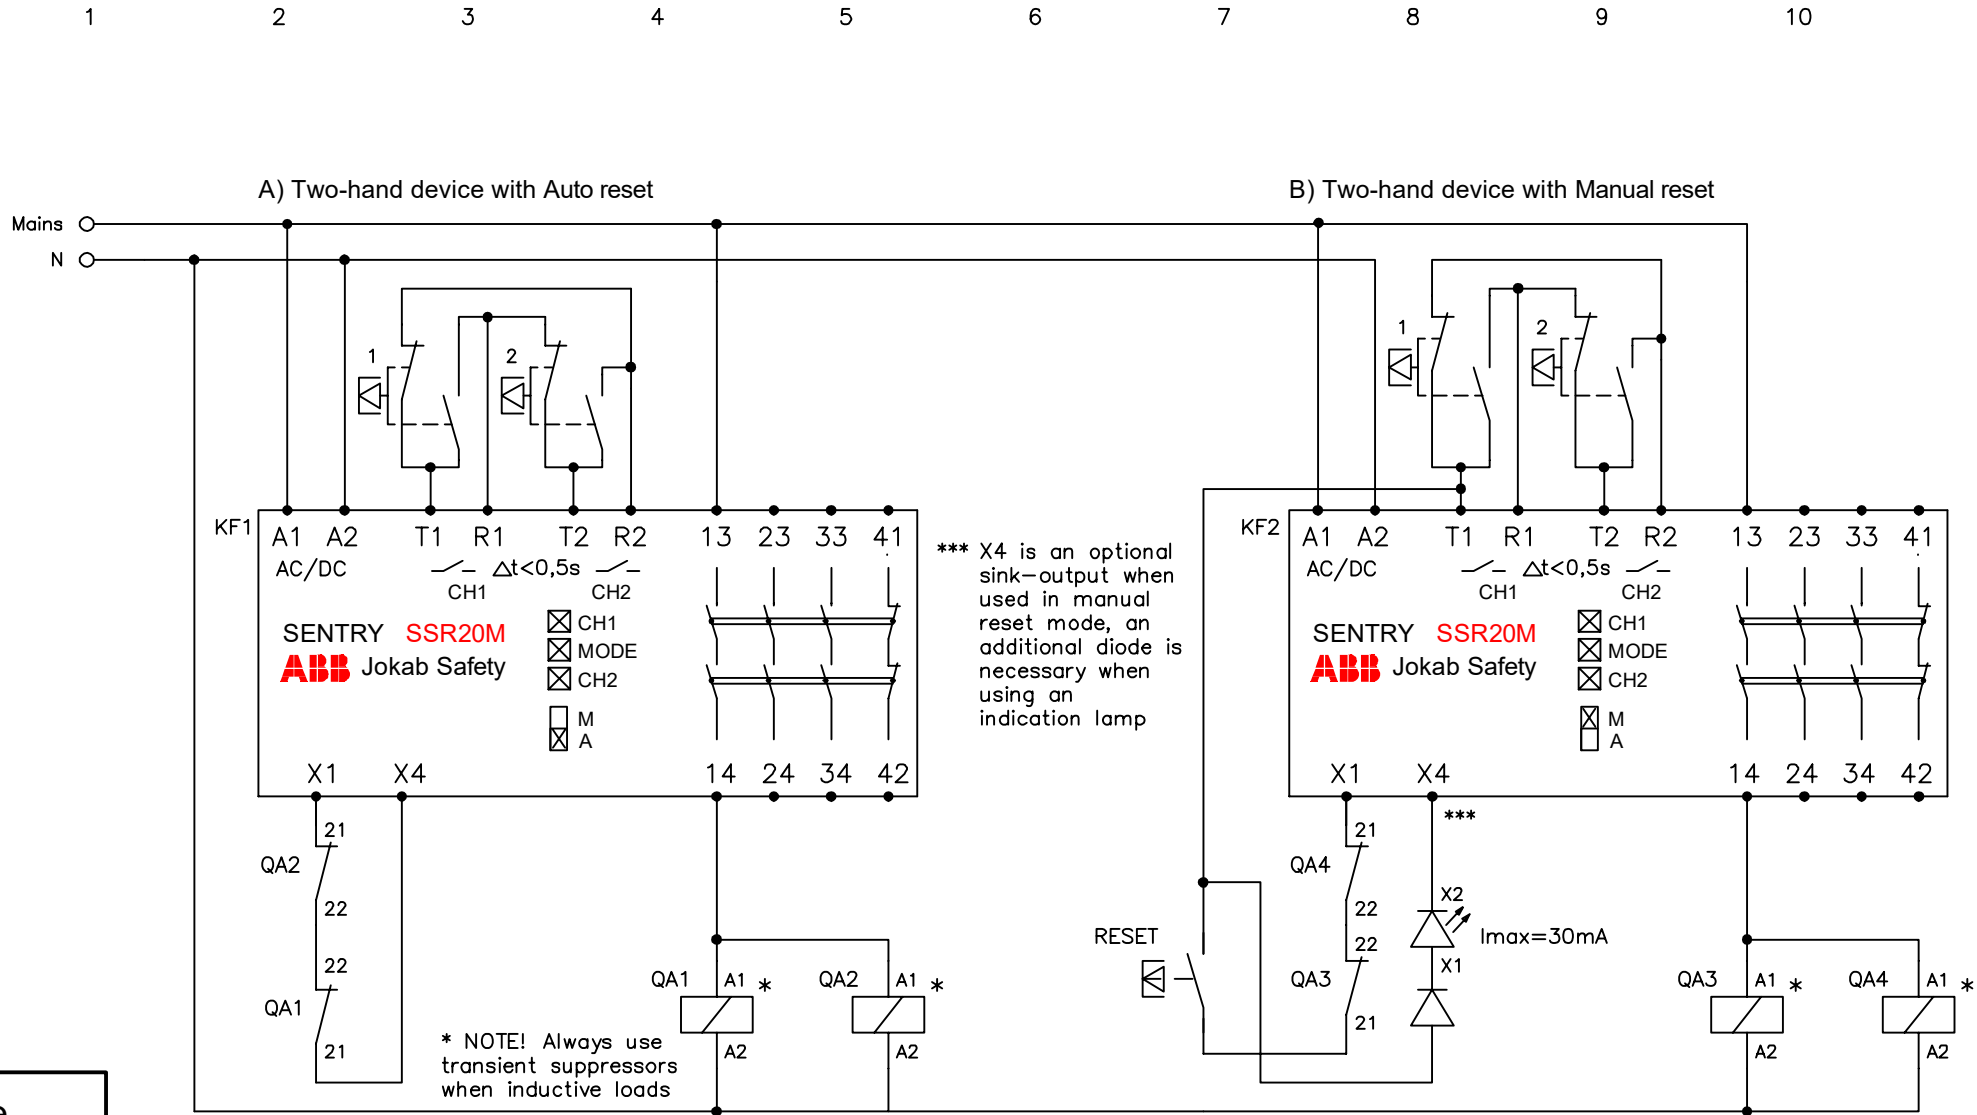 1 2 3 4 5 6 7 8 9 10
A) Two-hand device with Auto reset
B) Two-hand device with Manual reset
Mains
N
1 2
1 2
KF1
A1 A2 T1 R1 T2 R2 13 23 33 41
AC/DC
△t<0,5s
CH1 CH2
SENTRY SSR20M
ABB Jokab Safety
CH1
MODE
CH2
M
A
X1 X4 14 24 34 42
*** X4 is an optional
sink-output when
used in manual
reset mode, an
additional diode is
necessary when
using an
indication lamp
KF2
A1 A2 T1 R1 T2 R2 13 23 33 41
AC/DC
△t<0,5s
CH1 CH2
SENTRY SSR20M
ABB Jokab Safety
CH1
MODE
CH2
M
A
X1 X4 14 24 34 42
21
QA2
22
22
QA1
21
* NOTE! Always use
transient suppressors
when inductive loads
QA1 A1 *
A2
QA2 A1 *
A2
RESET
21
QA4
22
22
QA3
21
***
X2
Imax=30mA
X1
QA3 A1 *
A2
QA4 A1 *
A2